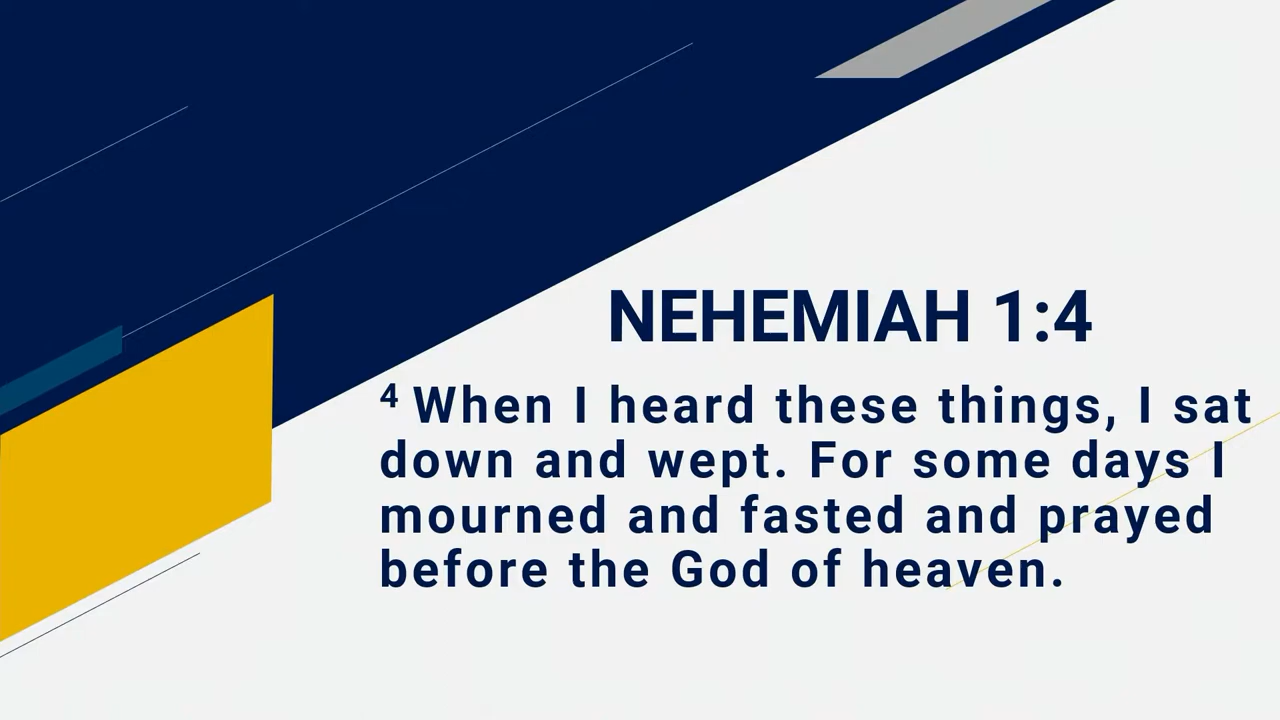 NEHEMIAH 1:4
4 When I heard these things, I sat
down and wept. For some days I
mourned and fasted and prayed
before the God of heaven.